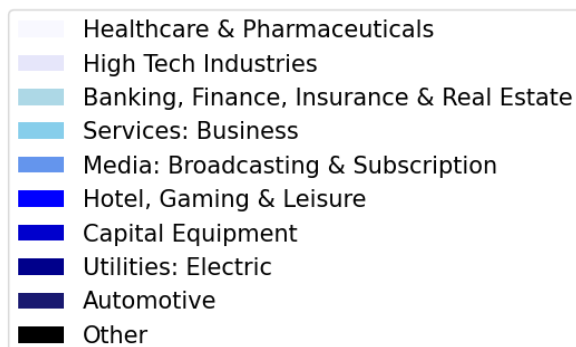 Healthcare & Pharmaceuticals
High Tech Industries
Banking, Finance, Insurance & Real Estate
Services: Business
Media: Broadcasting & Subscription
Hotel, Gaming & Leisure
Capital Equipment
Utilities: Electric
Automotive
Other